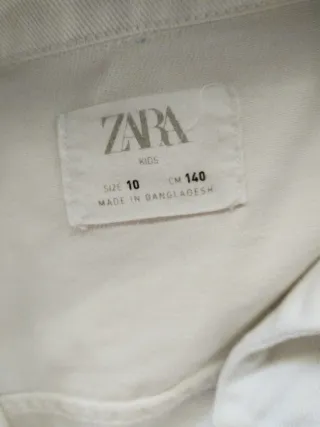 ZARA
KIDS
SIZE 10 CM 140
MADE IN BANGLADESH